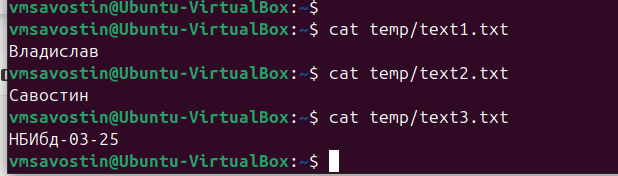 vmsavostin@Ubuntu-VirtualBox:~$
vmsavostin@Ubuntu-VirtualBox:~$ cat temp/text1.txt
Владислав
vmsavostin@Ubuntu-VirtualBox:~$ cat temp/text2.txt
Савостин
vmsavostin@Ubuntu-VirtualBox:~$ cat temp/text3.txt
НБИбд-03-25
vmsavostin@Ubuntu-VirtualBox:~$